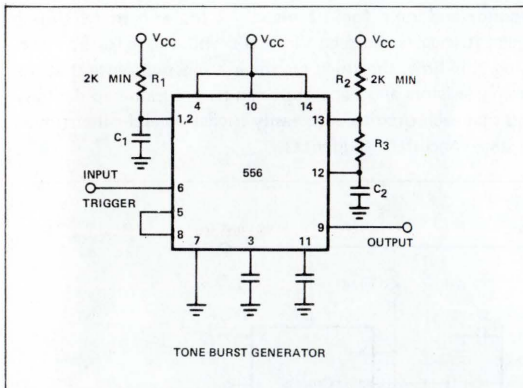 VCC VCC VCC
2K MIN R1 R2 2K MIN
4 10 14
1,2 13
C1 R3
INPUT 556 12
TRIGGER 6 C2
5
8 9
OUTPUT
7 3 11
TONE BURST GENERATOR